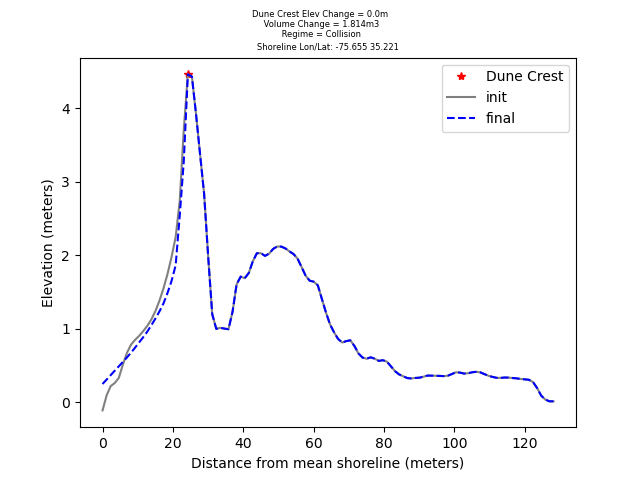 Dune Crest Elev Change = 0.0m
Volume Change = 1.814m3
Regime = Collision
Shoreline Lon/Lat: -75.655 35.221
Dune Crest
init
final
Elevation (meters)
4
3
2
1
0
0 20 40 60 80 100 120
Distance from mean shoreline (meters)